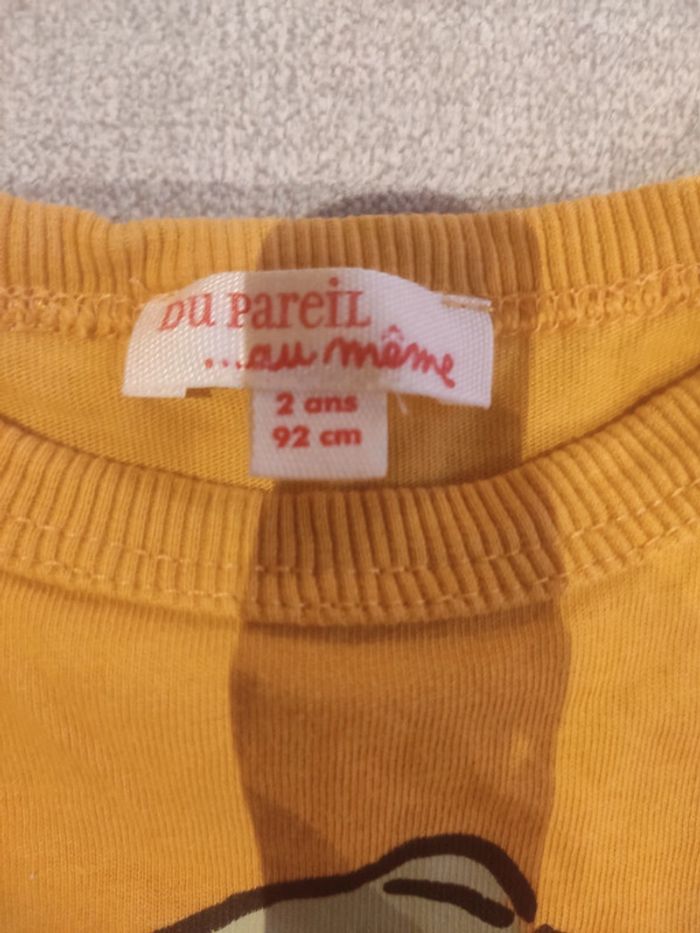 Du PareiL
...au même
2 ans
92 cm